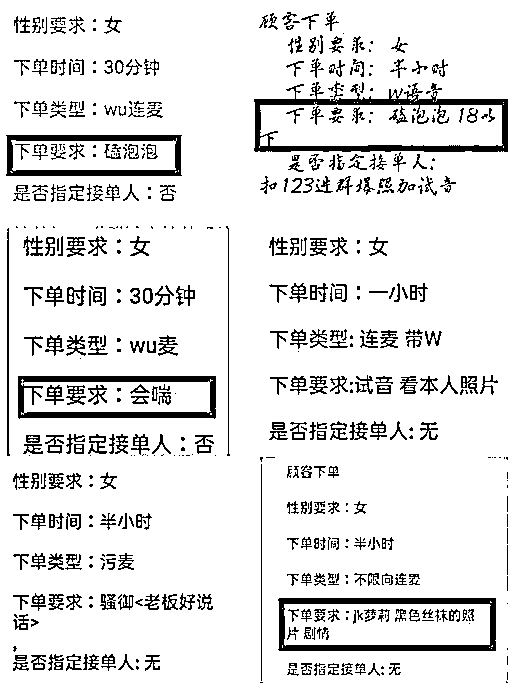 性别要求：女
下单时间：30分钟
下单类型：wu连麦
下单要求：磕泡泡
是否指定接单人：否
顾客下单
性别要求：女
下单时间：半小时
下单类型：W语音
下单要求：磕泡泡 18以
下
是否指定接单人：
扣123进群爆照加试音
性别要求：女
下单时间：30分钟
下单类型：wu麦
下单要求：会喘
是否指定接单人：否
性别要求：女
下单时间：一小时
下单类型: 连麦 带W
下单要求:试音 看本人照片
是否指定接单人: 无
性别要求：女
下单时间：半小时
下单类型：污麦
下单要求：骚御<老板好说
话>
,
是否指定接单人: 无
顾客下单
性别要求：女
下单时间：半小时
下单类型：不限向连麦
下单要求：jk萝莉 黑色丝袜的照
片 剧情
是否指定接单人: 无